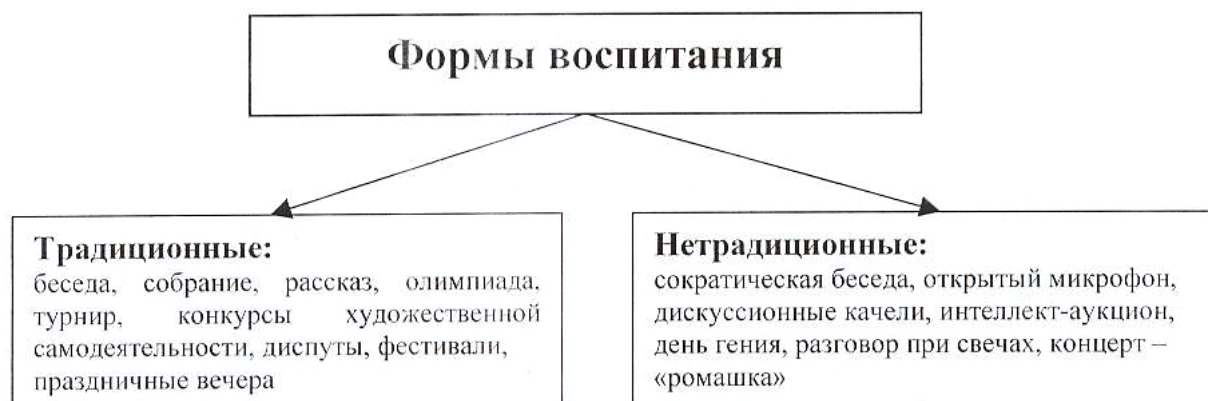 Формы воспитания
Традиционные:
беседа, собрание, рассказ, олимпиада,
турнир, конкурсы художественной
самодеятельности, диспуты, фестивали,
праздничные вечера
Нетрадиционные:
сократическая беседа, открытый микрофон,
дискуссионные качели, интеллект-аукцион,
день гения, разговор при свечах, концерт –
«ромашка»